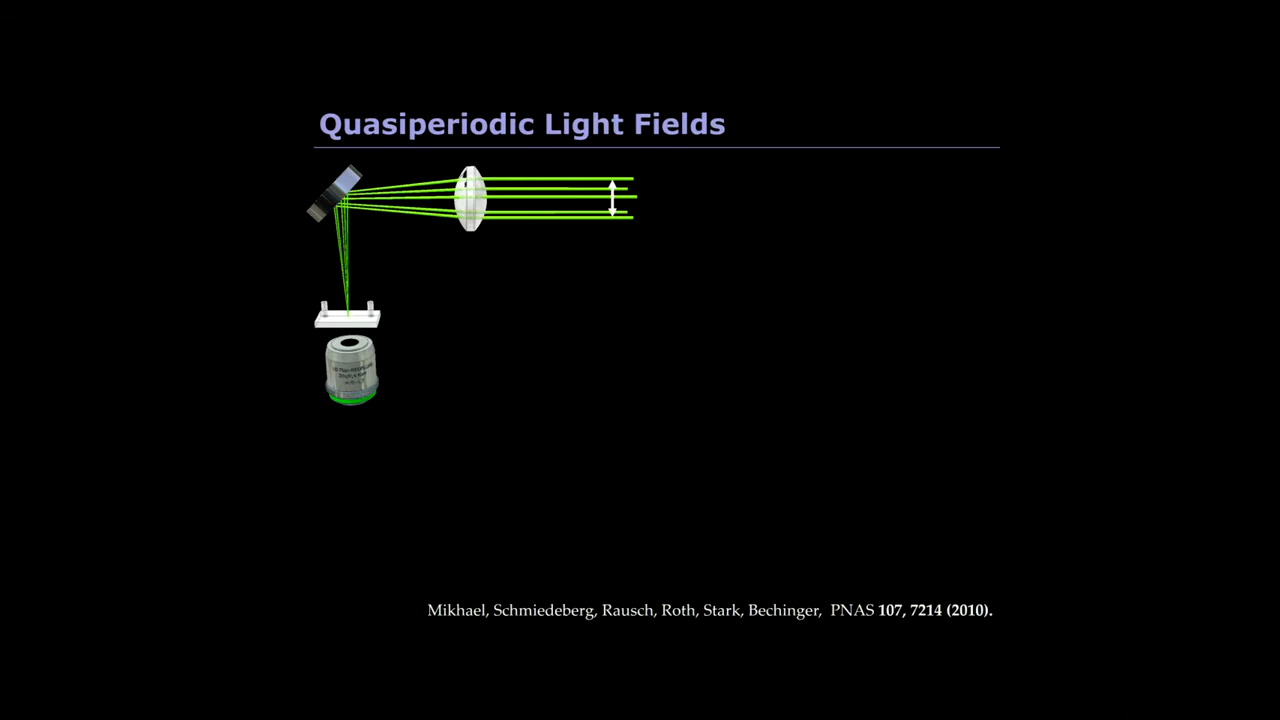 Quasiperiodic Light Fields
Mikhael, Schmiedeberg, Rausch, Roth, Stark, Bechinger, PNAS 107, 7214 (2010).